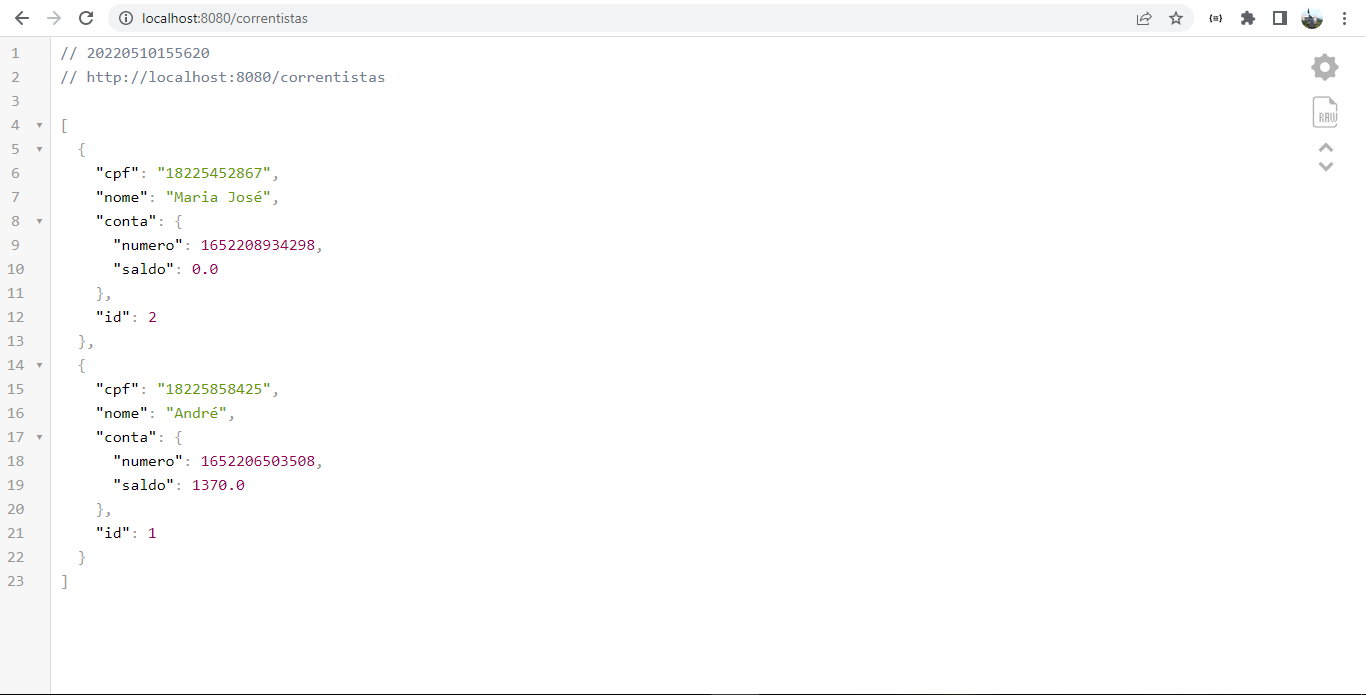 localhost:8080/correntistas
1 // 20220510155620
2 // http://localhost:8080/correntistas
3
4 [
5 {
6 "cpf": "18225452867",
7 "nome": "Maria José",
8 "conta": {
9 "numero": 1652208934298,
10 "saldo": 0.0
11 },
12 "id": 2
13 },
14 {
15 "cpf": "18225858425",
16 "nome": "André",
17 "conta": {
18 "numero": 1652206503508,
19 "saldo": 1370.0
20 },
21 "id": 1
22 }
23 ]
RAW